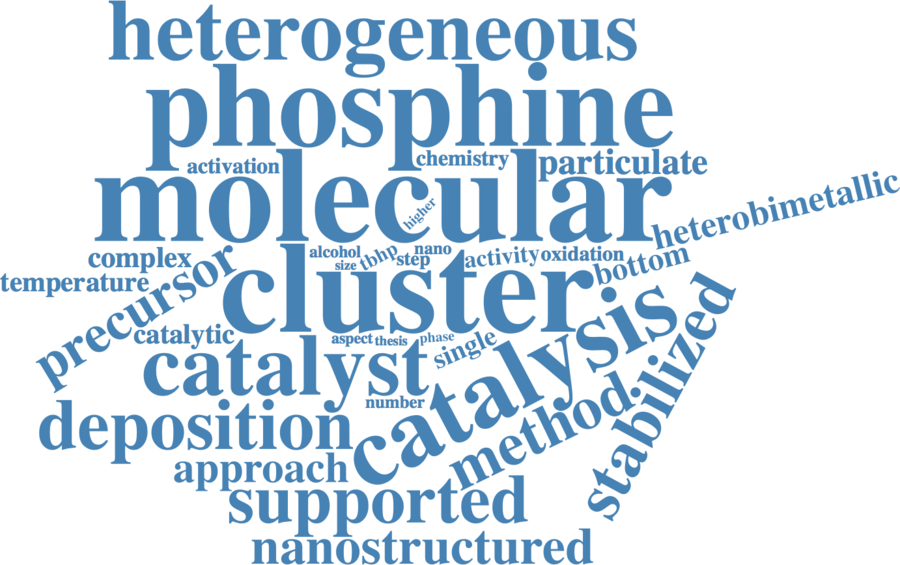 heterogeneous
phosphine
activation
chemistry
particulate
molecular
higher
heterobimetallic
complex
alcohol
size
tbhp
step
nano
activity
oxidation
bottom
temperature
precursor
cluster
catalytic
aspect
thesis
phase
single
catalyst
catalysis
stabilized
number
method
deposition
approach
supported
nanostructured